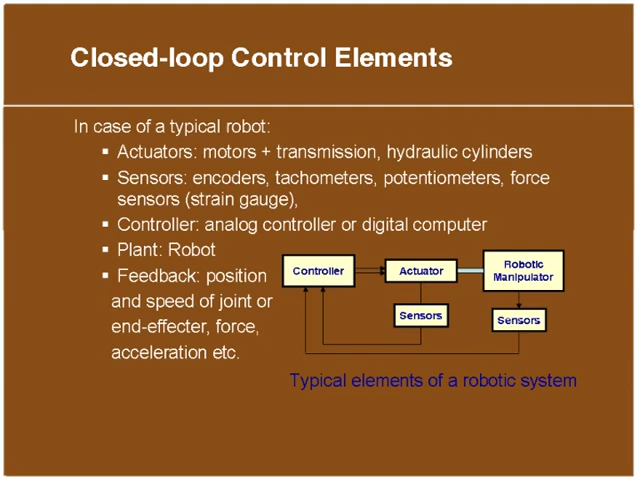 Closed-loop Control Elements
In case of a typical robot:
▪ Actuators: motors + transmission, hydraulic cylinders
▪ Sensors: encoders, tachometers, potentiometers, force
sensors (strain gauge),
▪ Controller: analog controller or digital computer
▪ Plant: Robot
▪ Feedback: position
and speed of joint or
end-effecter, force,
acceleration etc.
Controller
Actuator
Robotic
Manipulator
Sensors
Sensors
Typical elements of a robotic system